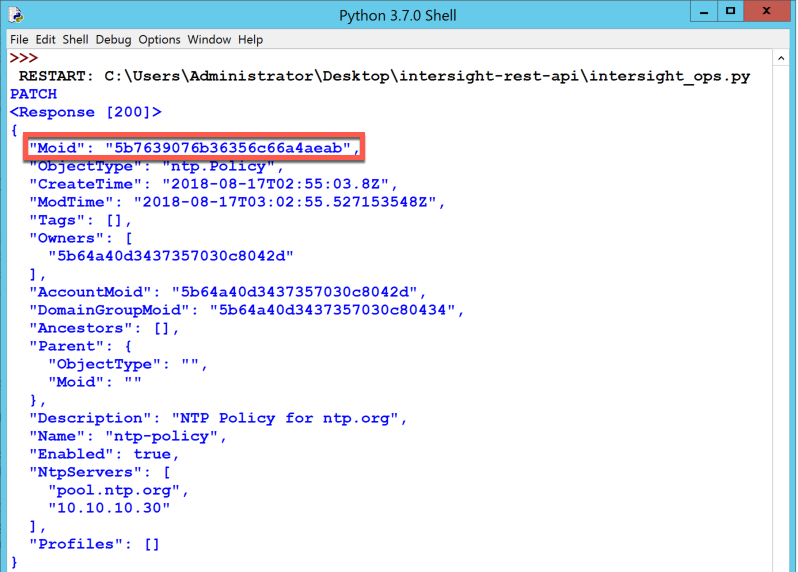 Python 3.7.0 Shell
File Edit Shell Debug Options Window Help
>>>
RESTART: C:\Users\Administrator\Desktop\intersight-rest-api\intersight_ops.py
PATCH
<Response [200]>
{
"Moid": "5b7639076b36356c66a4aeab",
"ObjectType": "ntp.Policy",
"CreateTime": "2018-08-17T02:55:03.8Z",
"ModTime": "2018-08-17T03:02:55.527153548Z",
"Tags": [],
"Owners": [
"5b64a40d3437357030c8042d"
],
"AccountMoid": "5b64a40d3437357030c8042d",
"DomainGroupMoid": "5b64a40d3437357030c80434",
"Ancestors": [],
"Parent": {
"ObjectType": "",
"Moid": ""
},
"Description": "NTP Policy for ntp.org",
"Name": "ntp-policy",
"Enabled": true,
"NtpServers": [
"pool.ntp.org",
"10.10.10.30"
],
"Profiles": []
}